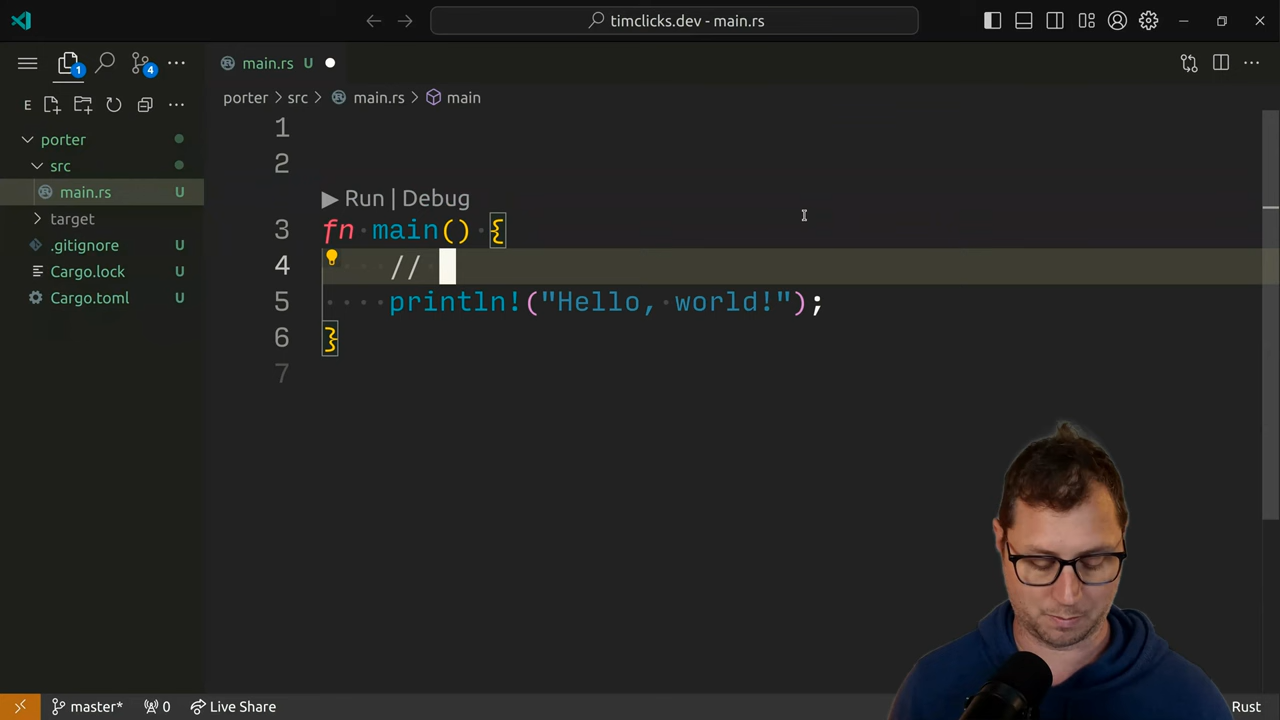 timclicks.dev - main.rs
1
4
main.rs U
porter > src > main.rs > main
E
porter
src
main.rs U
target
.gitignore U
Cargo.lock U
Cargo.toml U
1
2
Run | Debug
3 fn main() {
4 //
5 println!("Hello, world!");
6 }
7
master* 0 Live Share Rust